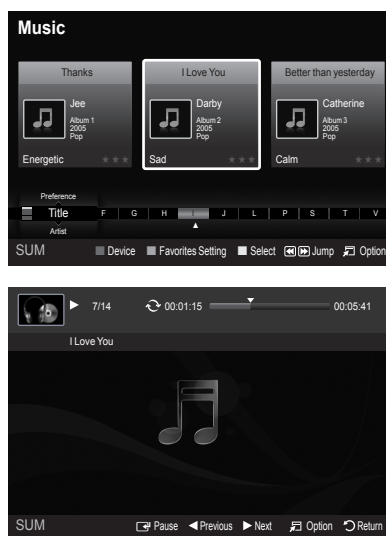 Music
Thanks I Love You Better than yesterday
Jee Darby Catherine
Album 1 Album 2 Album 3
2005 2005 2005
Pop Pop Pop
Energetic Sad Calm
Preference
Title F G H I J L P S T V
Artist
SUM Device Favorites Setting Select Jump Option
7/14 00:01:15 00:05:41
I Love You
SUM Pause Previous Next Option Return